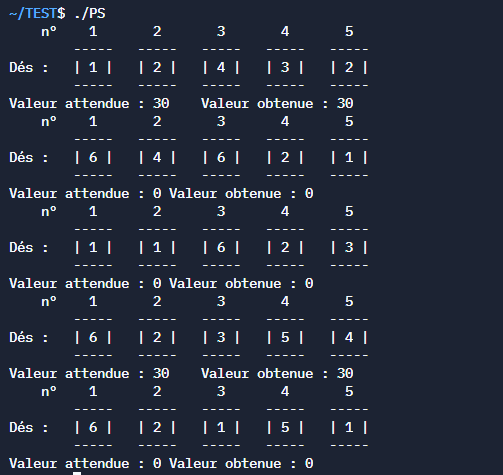 ~/TEST$ ./PS
    n°    1       2       3       4       5
        -----   -----   -----   -----   -----
Dés :   | 1 |   | 2 |   | 4 |   | 3 |   | 2 |
        -----   -----   -----   -----   -----
Valeur attendue : 30    Valeur obtenue : 30
    n°    1       2       3       4       5
        -----   -----   -----   -----   -----
Dés :   | 6 |   | 4 |   | 6 |   | 2 |   | 1 |
        -----   -----   -----   -----   -----
Valeur attendue : 0 Valeur obtenue : 0
    n°    1       2       3       4       5
        -----   -----   -----   -----   -----
Dés :   | 1 |   | 1 |   | 6 |   | 2 |   | 3 |
        -----   -----   -----   -----   -----
Valeur attendue : 0 Valeur obtenue : 0
    n°    1       2       3       4       5
        -----   -----   -----   -----   -----
Dés :   | 6 |   | 2 |   | 3 |   | 5 |   | 4 |
        -----   -----   -----   -----   -----
Valeur attendue : 30    Valeur obtenue : 30
    n°    1       2       3       4       5
        -----   -----   -----   -----   -----
Dés :   | 6 |   | 2 |   | 1 |   | 5 |   | 1 |
        -----   -----   -----   -----   -----
Valeur attendue : 0 Valeur obtenue : 0